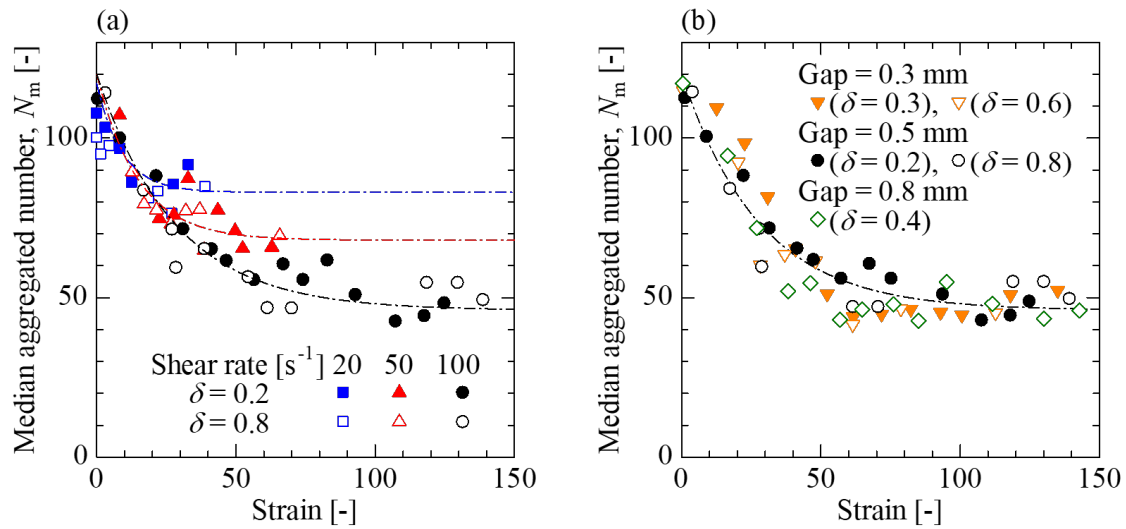 (a)
Median aggregated number, N_m [-]
100
50
0
Shear rate [s⁻¹] 20 50 100
δ = 0.2
δ = 0.8
0 50 100 150
Strain [-]
(b)
Median aggregated number, N_m [-]
100
50
0
Gap = 0.3 mm
(δ = 0.3), (δ = 0.6)
Gap = 0.5 mm
(δ = 0.2), (δ = 0.8)
Gap = 0.8 mm
(δ = 0.4)
0 50 100 150
Strain [-]